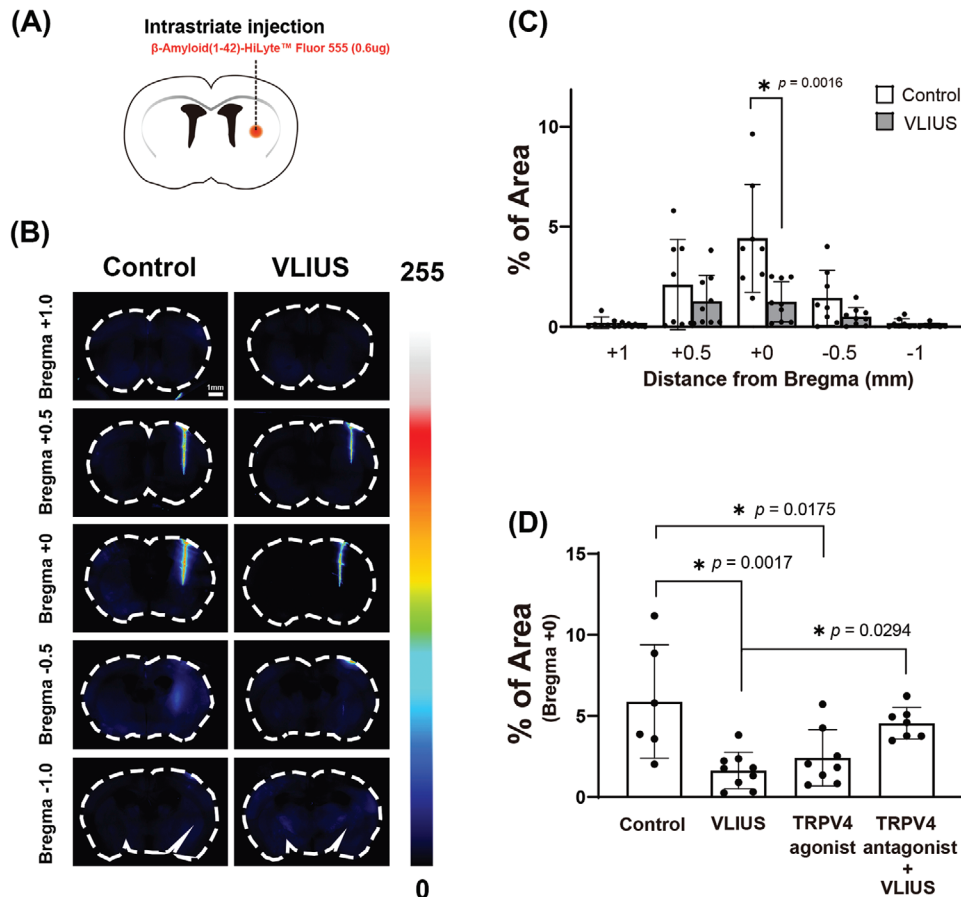 (A)
Intrastriate injection
β-Amyloid(1-42)-HiLyte™ Fluor 555 (0.6ug)
(B)
Control VLIUS
255
Bregma +1.0
1mm
Bregma +0.5
Bregma +0
Bregma -0.5
Bregma -1.0
0
(C)
* p = 0.0016
Control
VLIUS
% of Area
10
5
0
+1 +0.5 +0 -0.5 -1
Distance from Bregma (mm)
(D)
* p = 0.0175
* p = 0.0017
* p = 0.0294
% of Area
(Bregma +0)
15
10
5
0
Control VLIUS TRPV4 TRPV4
agonist antagonist
+
VLIUS